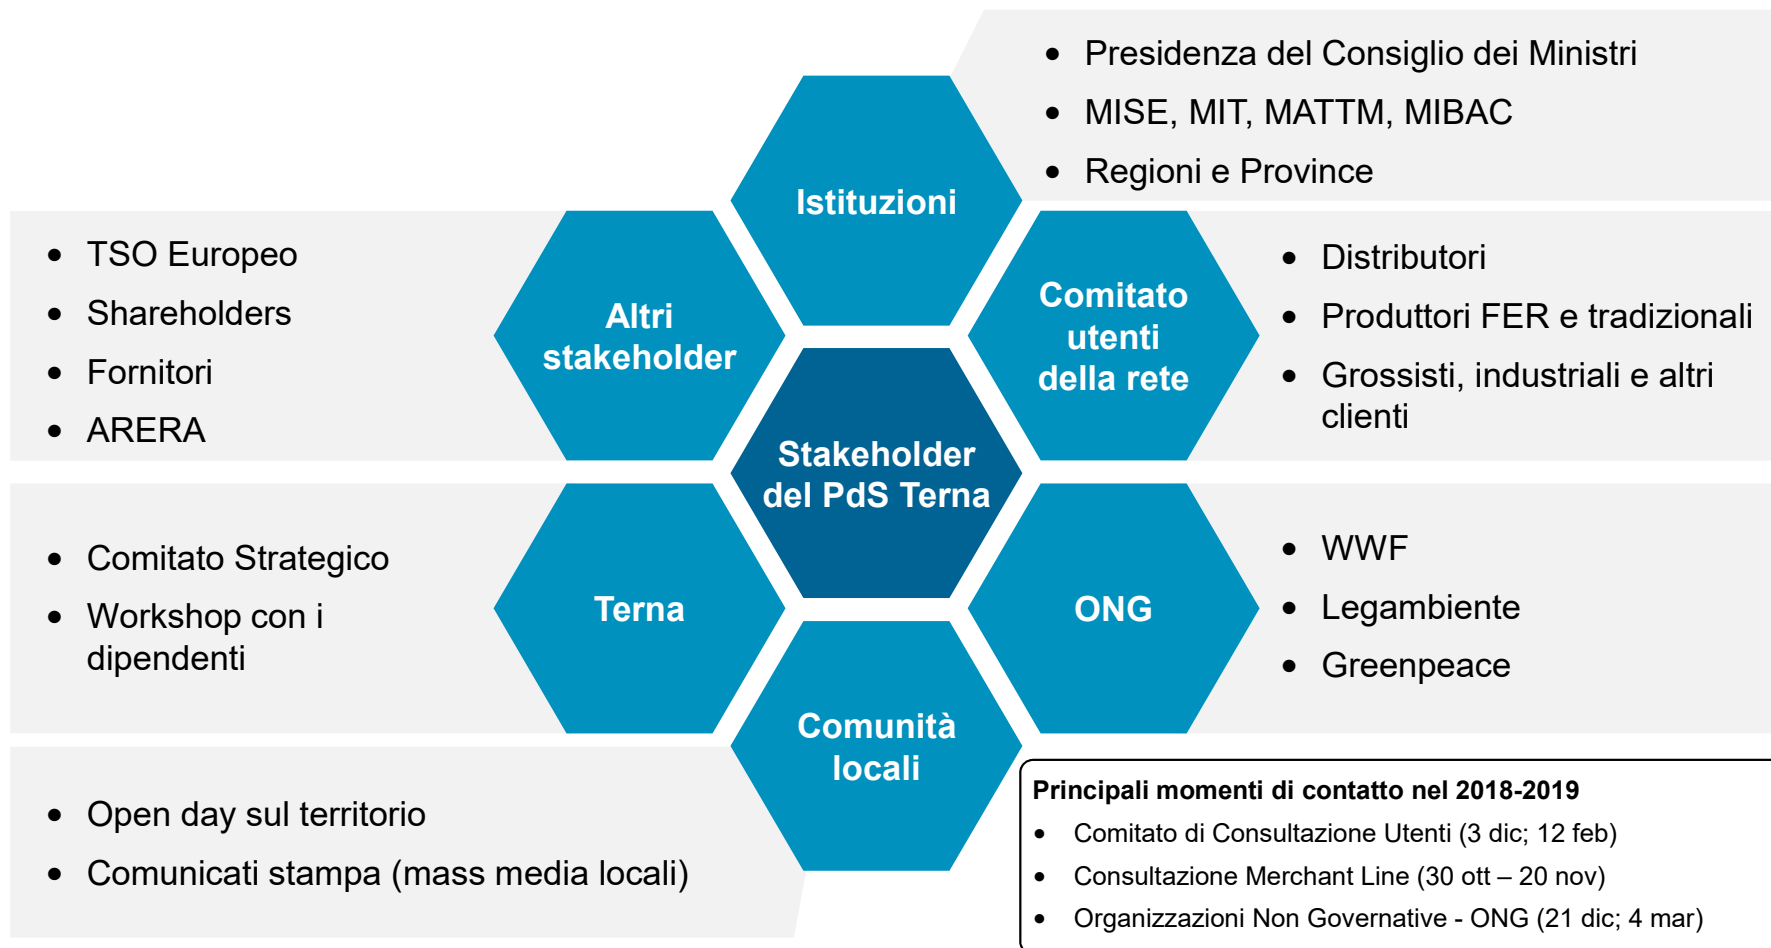 • Presidenza del Consiglio dei Ministri
• MISE, MIT, MATTM, MIBAC
• Regioni e Province
Istituzioni
• TSO Europeo
• Shareholders
• Fornitori
• ARERA
Altri
stakeholder
Comitato
utenti
della rete
• Distributori
• Produttori FER e tradizionali
• Grossisti, industriali e altri
clienti
Stakeholder
del PdS Terna
• Comitato Strategico
• Workshop con i
dipendenti
Terna
ONG
• WWF
• Legambiente
• Greenpeace
Comunità
locali
• Open day sul territorio
• Comunicati stampa (mass media locali)
Principali momenti di contatto nel 2018-2019
• Comitato di Consultazione Utenti (3 dic; 12 feb)
• Consultazione Merchant Line (30 ott – 20 nov)
• Organizzazioni Non Governative - ONG (21 dic; 4 mar)